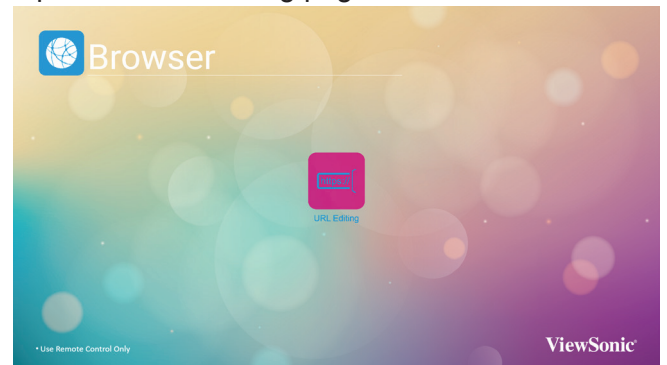 Browser
https://
URL Editing
* Use Remote Control Only
ViewSonic®